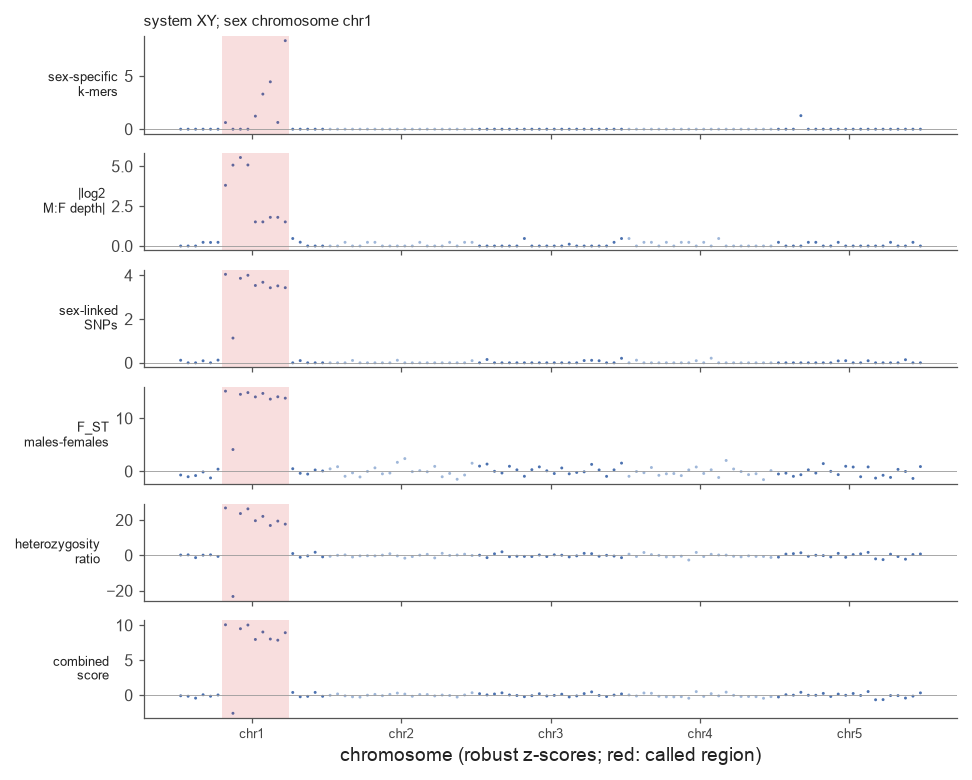 system XY; sex chromosome chr1
sex-specific
k-mers
5
0
|log2
M:F depth|
5.0
2.5
0.0
sex-linked
SNPs
4
2
0
F_ST
males-females
10
0
heterozygosity
ratio
20
0
−20
combined
score
10
5
0
chr1 chr2 chr3 chr4 chr5
chromosome (robust z-scores; red: called region)